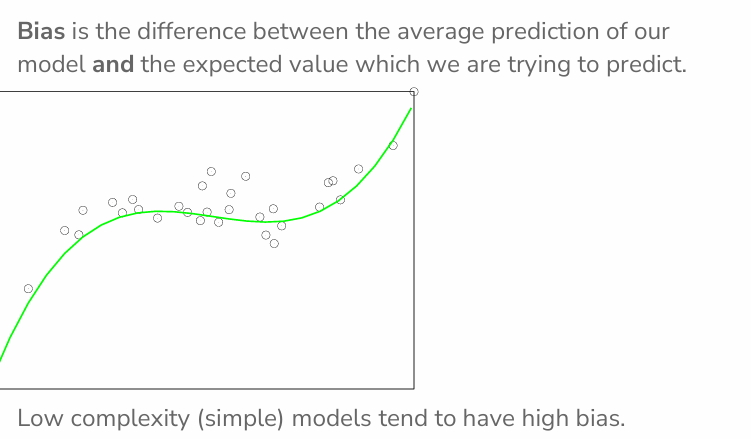 Bias is the difference between the average prediction of our
model and the expected value which we are trying to predict.
Low complexity (simple) models tend to have high bias.